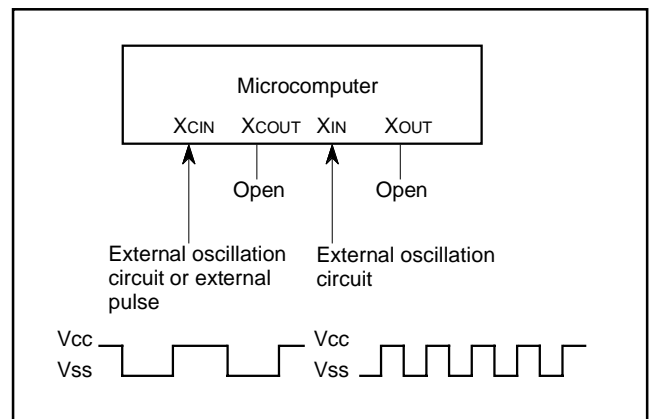 Microcomputer
XCIN XCOUT XIN XOUT
Open Open
External oscillation
circuit or external
pulse
External oscillation
circuit
Vcc Vcc
Vss Vss